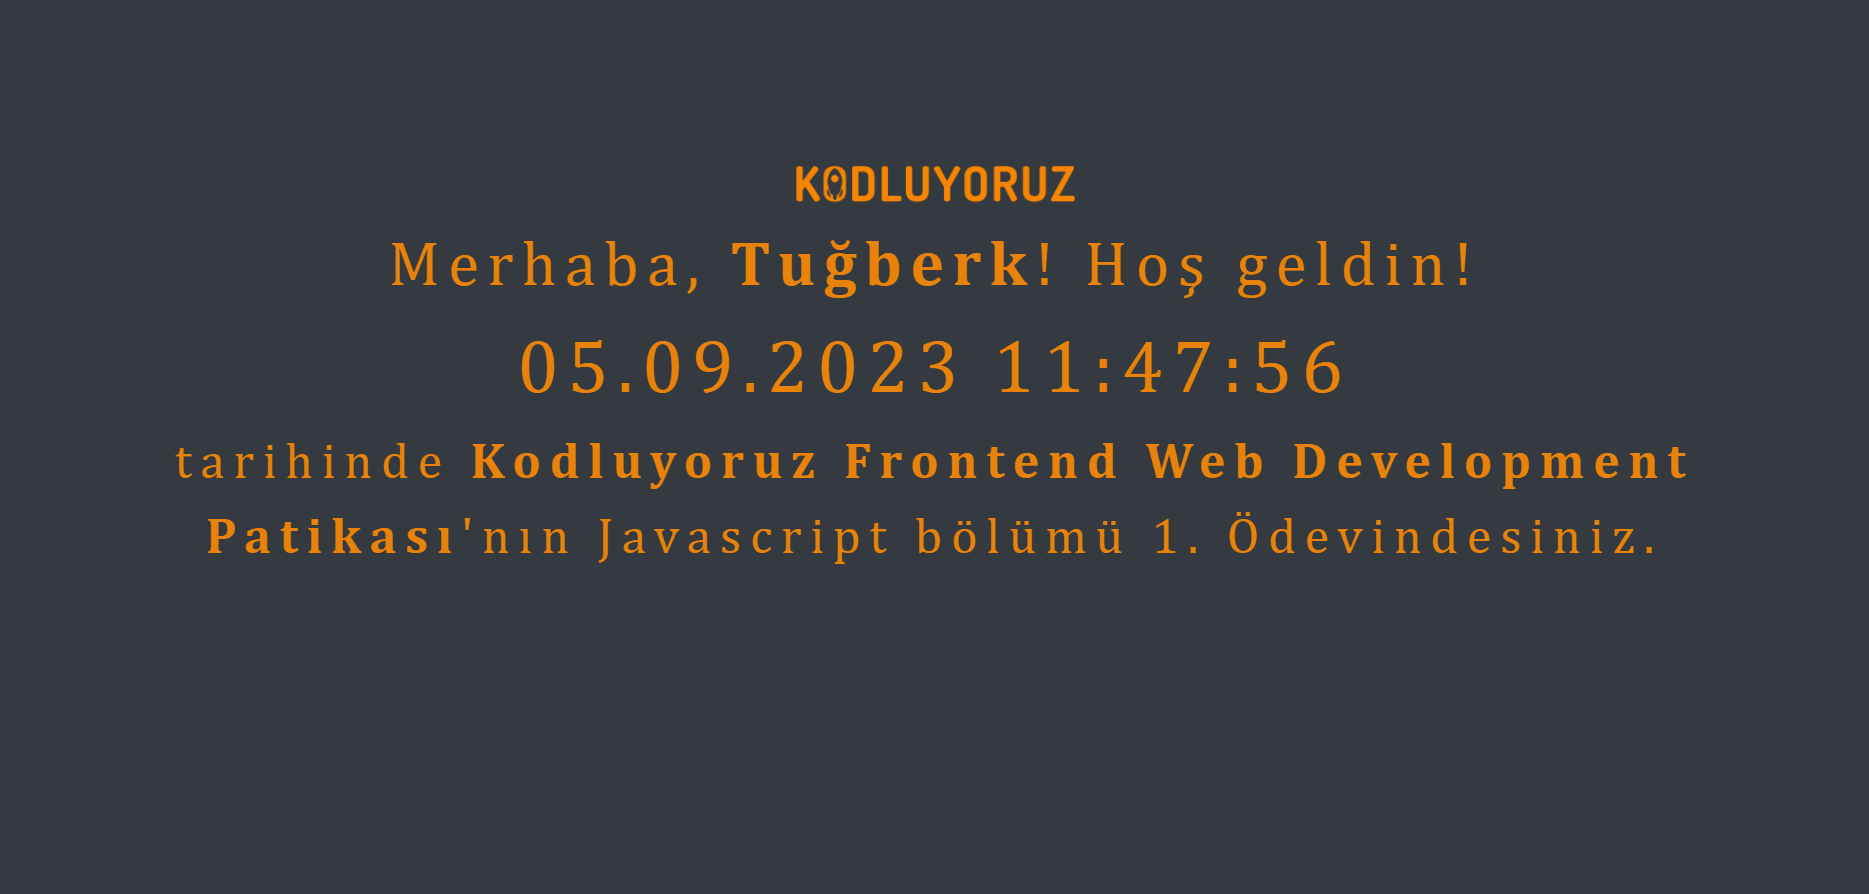 KODLUYORUZ
Merhaba, Tuğberk! Hoş geldin!
05.09.2023 11:47:56
tarihinde Kodluyoruz Frontend Web Development
Patikası'nın Javascript bölümü 1. Ödevindesiniz.